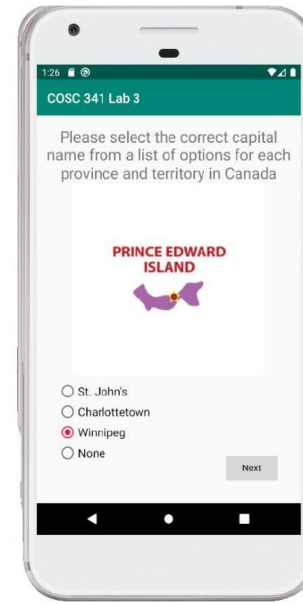 1:26
COSC 341 Lab 3
Please select the correct capital
name from a list of options for each
province and territory in Canada
PRINCE EDWARD
ISLAND
St. John's
Charlottetown
Winnipeg
None
Next